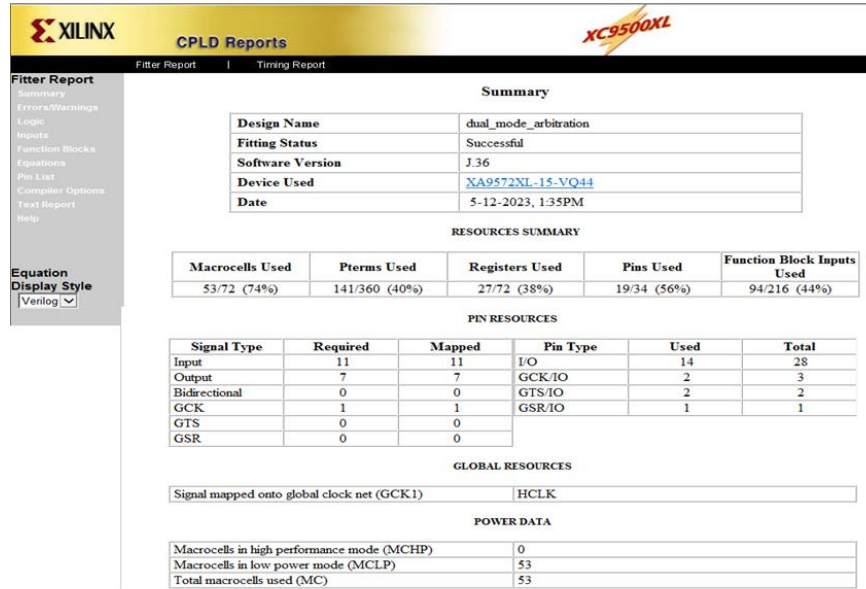 XILINX
CPLD Reports
XC9500XL
Fitter Report | Timing Report
Fitter Report
Summary
Errors/Warnings
Logic
Inputs
Function Blocks
Equations
Pin List
Compiler Options
Text Report
Help
Equation
Display Style
Verilog
Summary
Design Name dual_mode_arbitration
Fitting Status Successful
Software Version J.36
Device Used XA9572XL-15-VQ44
Date 5-12-2023, 1:35PM
RESOURCES SUMMARY
Macrocells Used Pterms Used Registers Used Pins Used Function Block Inputs Used
53/72 (74%) 141/360 (40%) 27/72 (38%) 19/34 (56%) 94/216 (44%)
PIN RESOURCES
Signal Type Required Mapped Pin Type Used Total
Input 11 11 I/O 14 28
Output 7 7 GCK/IO 2 3
Bidirectional 0 0 GTS/IO 2 2
GCK 1 1 GSR/IO 1 1
GTS 0 0
GSR 0 0
GLOBAL RESOURCES
Signal mapped onto global clock net (GCK1) HCLK
POWER DATA
Macrocells in high performance mode (MCHP) 0
Macrocells in low power mode (MCLP) 53
Total macrocells used (MC) 53